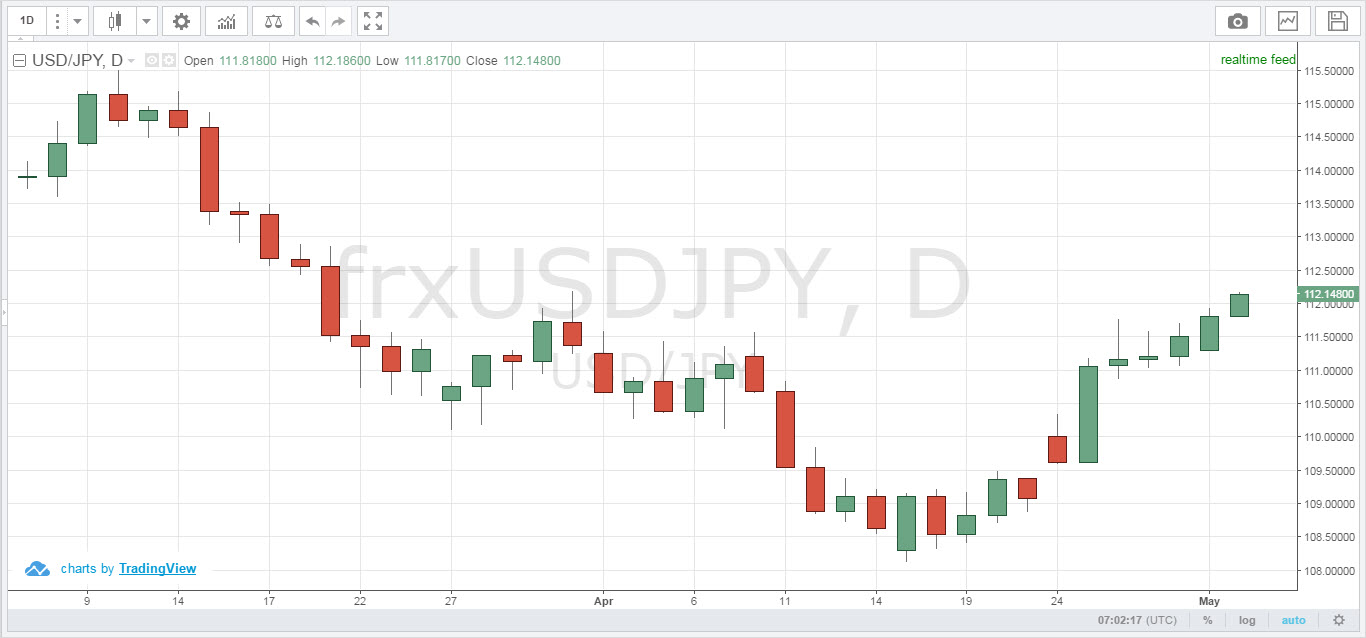 1D
USD/JPY, D Open 111.81800 High 112.18600 Low 111.81700 Close 112.14800
realtime feed
115.50000
115.00000
114.50000
114.00000
113.50000
113.00000
112.50000
112.14800
112.00000
111.50000
111.00000
110.50000
110.00000
109.50000
109.00000
108.50000
108.00000
frxUSDJPY, D
USD/JPY
charts by TradingView
9 14 17 22 27 Apr 6 11 14 19 24 May
07:02:17 (UTC) % log auto